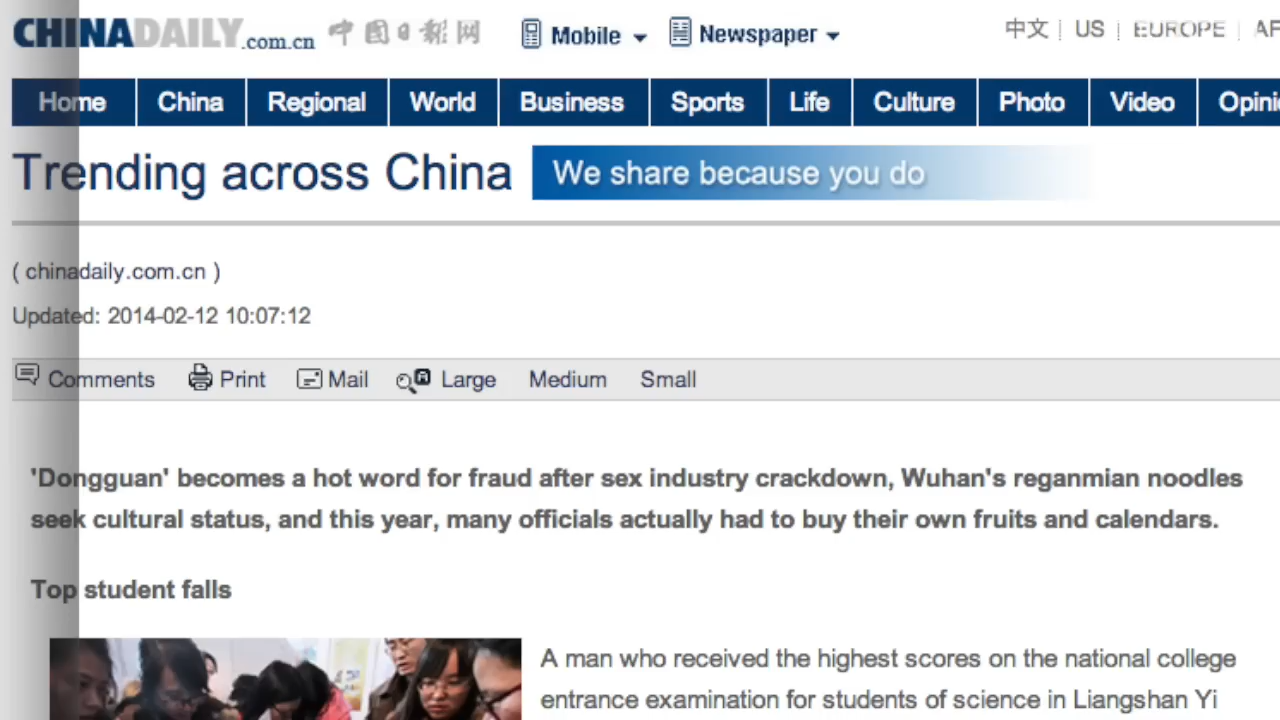 CHINADAILY.com.cn 中国日报网 Mobile Newspaper 中文 | US | EUROPE | AF
Home China Regional World Business Sports Life Culture Photo Video Opini
Trending across China We share because you do
( chinadaily.com.cn )
Updated: 2014-02-12 10:07:12
Comments Print Mail Large Medium Small
'Dongguan' becomes a hot word for fraud after sex industry crackdown, Wuhan's reganmian noodles
seek cultural status, and this year, many officials actually had to buy their own fruits and calendars.
Top student falls
A man who received the highest scores on the national college
entrance examination for students of science in Liangshan Yi